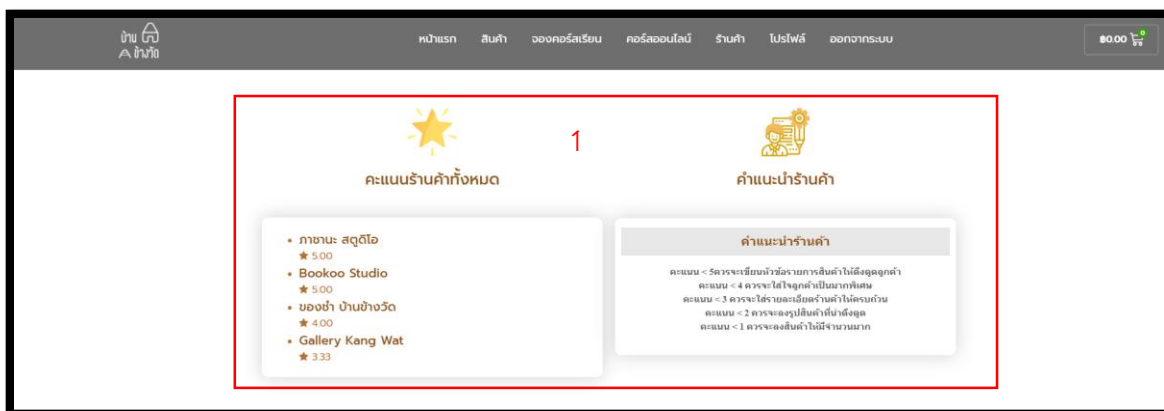 บ้าน
ข้างวัด
หน้าแรก สินค้า จองคอร์สเรียน คอร์สออนไลน์ ร้านค้า โปรไฟล์ ออกจากระบบ
฿0.00 0
1
คะแนนร้านค้าทั้งหมด
คำแนะนำร้านค้า
ภาชานะ สตูดิโอ
5.00
Bookoo Studio
5.00
ของชำ บ้านข้างวัด
4.00
Gallery Kang Wat
3.33
คำแนะนำร้านค้า
คะแนน < 5ควรจะเขียนหัวข้อรายการสินค้าให้ดึงดูดลูกค้า
คะแนน < 4 ควรจะใส่ใจลูกค้าเป็นมากพิเศษ
คะแนน < 3 ควรจะใส่รายละเอียดร้านค้าให้ครบถ้วน
คะแนน < 2 ควรจะลงรูปสินค้าที่น่าดึงดูด
คะแนน < 1 ควรจะลงสินค้าให้มีจำนวนมาก